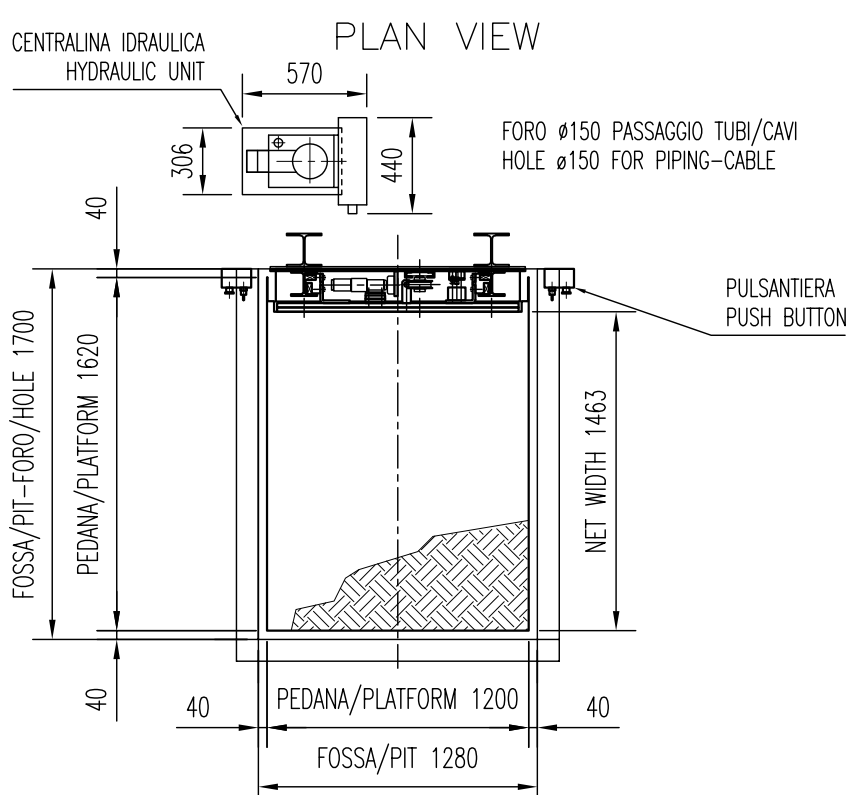 PLAN VIEW
CENTRALINA IDRAULICA
HYDRAULIC UNIT
570
306
440
FORO ø150 PASSAGGIO TUBI/CAVI
HOLE ø150 FOR PIPING-CABLE
40
PULSANTIERA
PUSH BUTTON
FOSSA/PIT-FORO/HOLE 1700
PEDANA/PLATFORM 1620
NET WIDTH 1463
40
40
PEDANA/PLATFORM 1200
40
FOSSA/PIT 1280